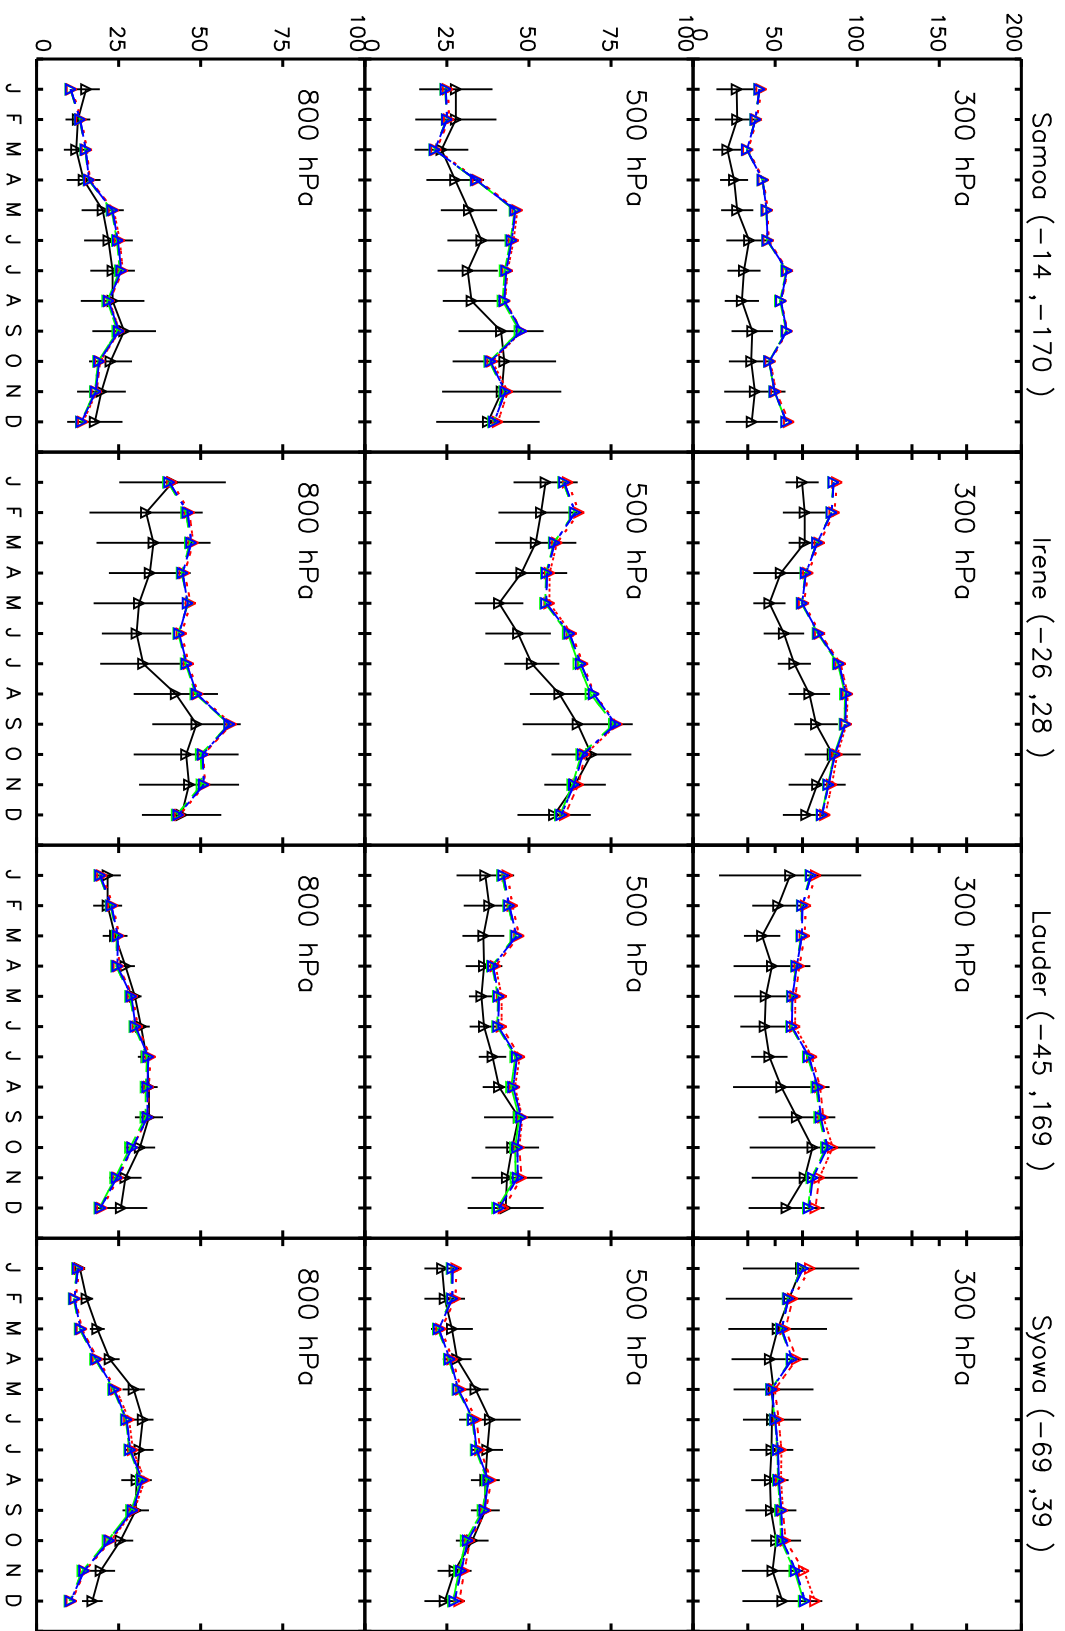 Samoa (−14 ,−170 )
Irene (−26 ,28 )
Lauder (−45 ,169 )
Syowa (−69 ,39 )
200
300 hPa 300 hPa 300 hPa 300 hPa
150
100
50
0
100
500 hPa 500 hPa 500 hPa 500 hPa
75
50
25
0
100
800 hPa 800 hPa 800 hPa 800 hPa
75
50
25
0
J F M A M J J A S O N D J F M A M J J A S O N D J F M A M J J A S O N D J F M A M J J A S O N D